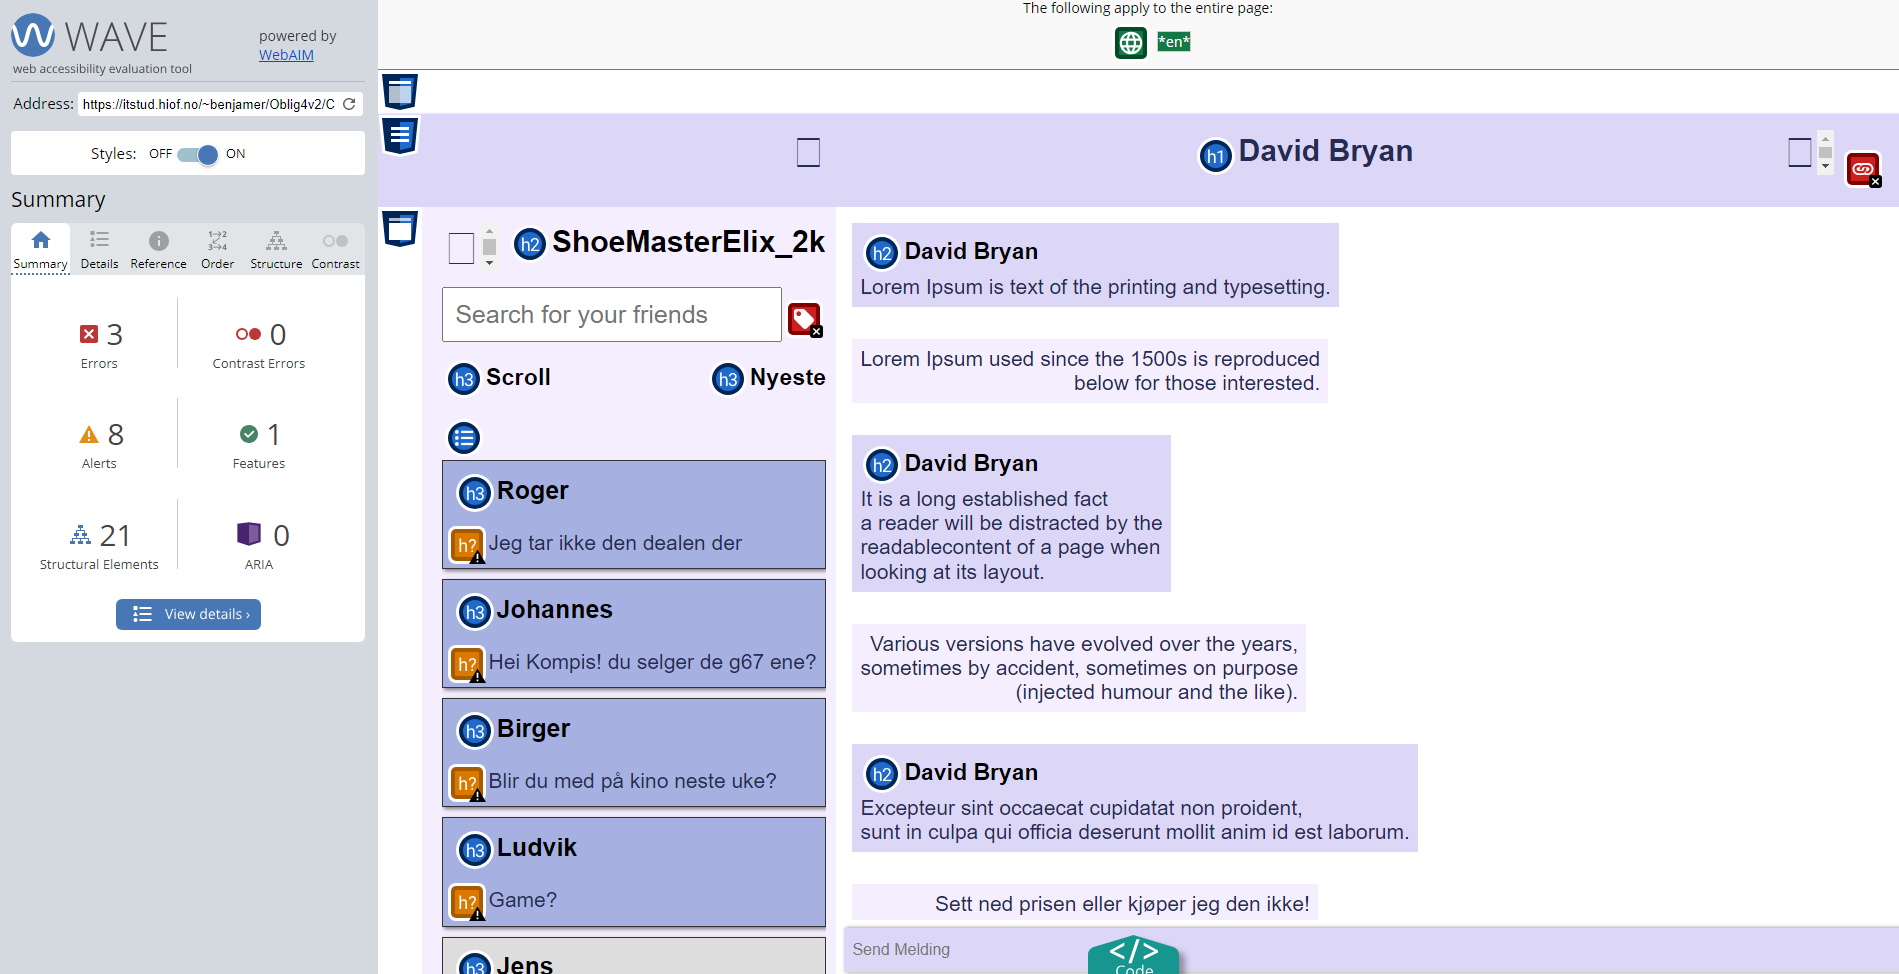 WAVE
web accessibility evaluation tool
powered by
WebAIM
Address: https://itstud.hiof.no/~benjamer/Oblig4v2/C
Styles: OFF ON
Summary
Summary Details Reference Order Structure Contrast
3
Errors
0
Contrast Errors
8
Alerts
1
Features
21
Structural Elements
0
ARIA
View details ›
The following apply to the entire page:
*en*
h1 David Bryan
h2 ShoeMasterElix_2k
Search for your friends
h3 Scroll
h3 Nyeste
h3 Roger
h? Jeg tar ikke den dealen der
h3 Johannes
h? Hei Kompis! du selger de g67 ene?
h3 Birger
h? Blir du med på kino neste uke?
h3 Ludvik
h? Game?
h3 Jens
h2 David Bryan
Lorem Ipsum is text of the printing and typesetting.
Lorem Ipsum used since the 1500s is reproduced
below for those interested.
h2 David Bryan
It is a long established fact
a reader will be distracted by the
readablecontent of a page when
looking at its layout.
Various versions have evolved over the years,
sometimes by accident, sometimes on purpose
(injected humour and the like).
h2 David Bryan
Excepteur sint occaecat cupidatat non proident,
sunt in culpa qui officia deserunt mollit anim id est laborum.
Sett ned prisen eller kjøper jeg den ikke!
Send Melding
</>
Code